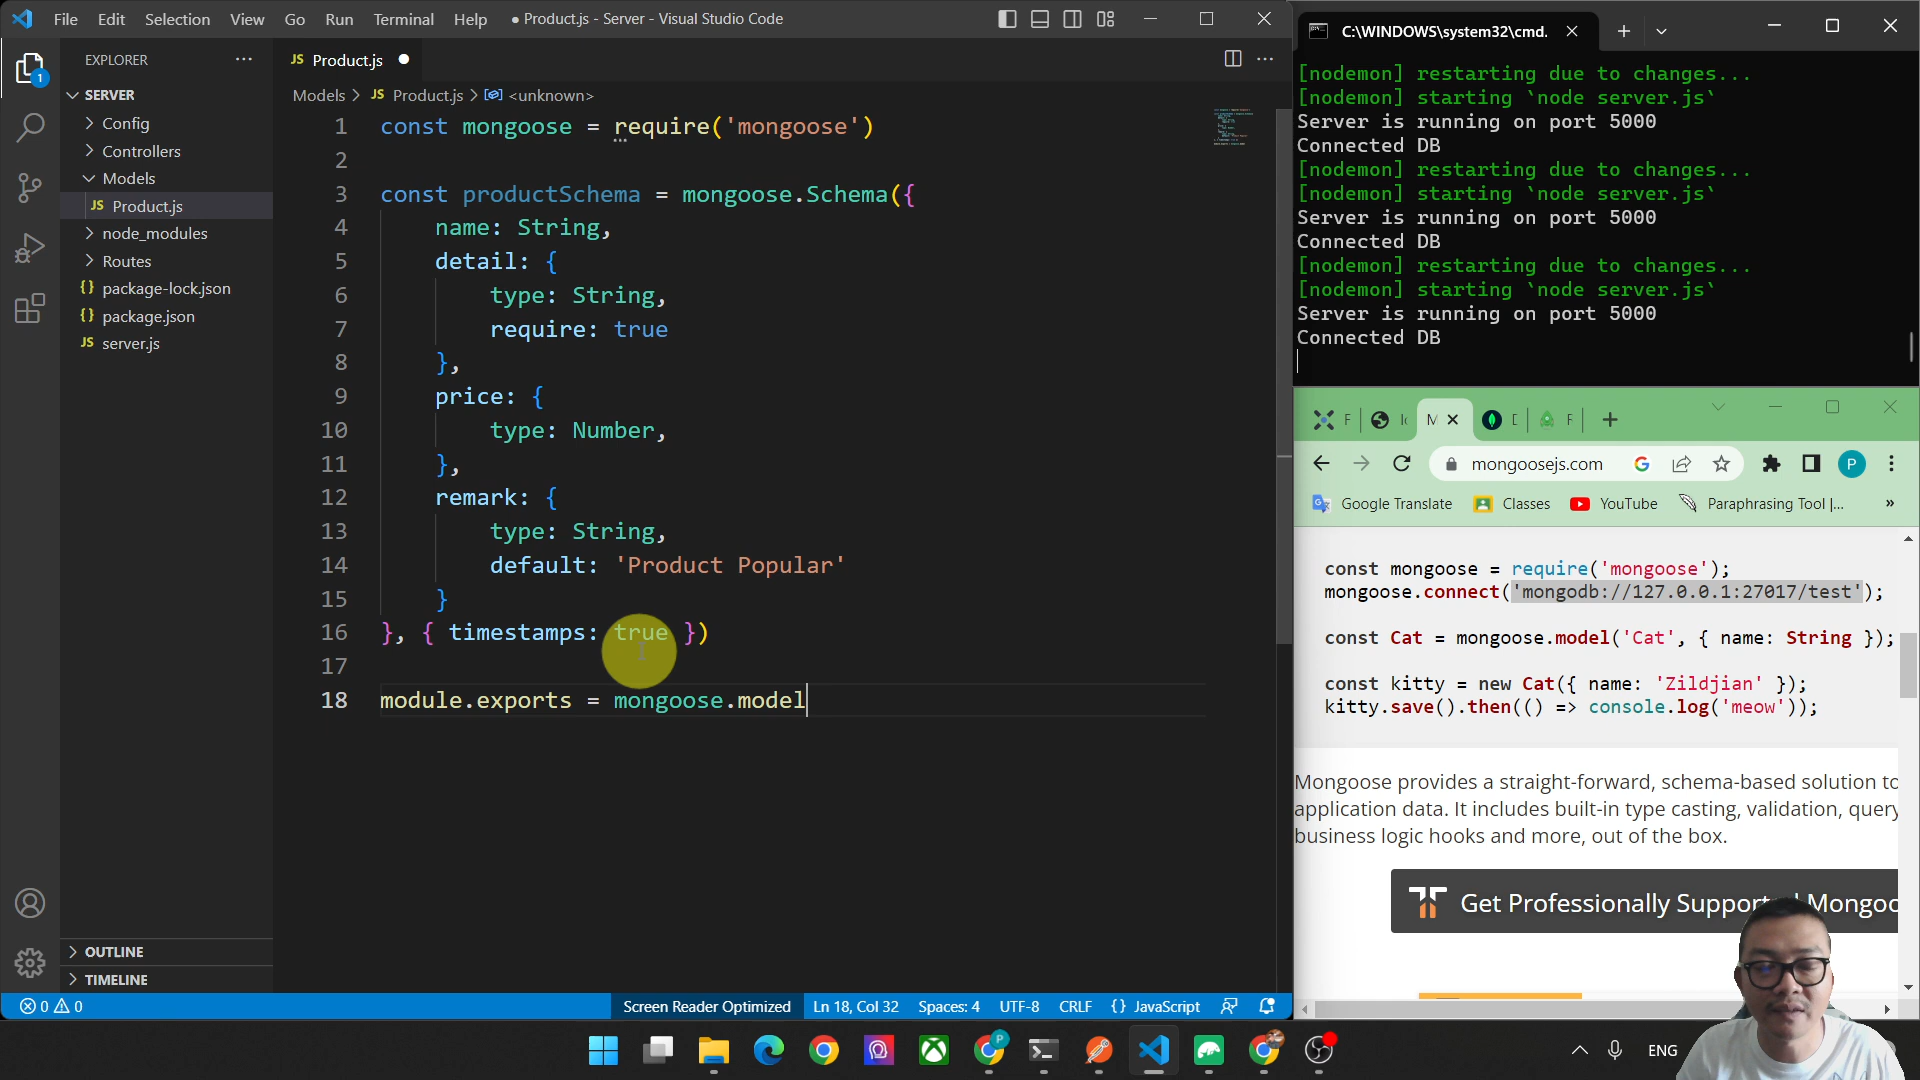 File Edit Selection View Go Run Terminal Help
● Product.js - Server - Visual Studio Code
EXPLORER
SERVER
Config
Controllers
Models
JS Product.js
node_modules
Routes
{} package-lock.json
{} package.json
JS server.js
OUTLINE
TIMELINE
1
JS Product.js ●
Models > JS Product.js > <unknown>
1 const mongoose = require('mongoose')
2
3 const productSchema = mongoose.Schema({
4 name: String,
5 detail: {
6 type: String,
7 require: true
8 },
9 price: {
10 type: Number,
11 },
12 remark: {
13 type: String,
14 default: 'Product Popular'
15 }
16 }, { timestamps: true })
17
18 module.exports = mongoose.model
0 0
Screen Reader Optimized Ln 18, Col 32 Spaces: 4 UTF-8 CRLF {} JavaScript
C:\WINDOWS\system32\cmd.
[nodemon] restarting due to changes...
[nodemon] starting `node server.js`
Server is running on port 5000
Connected DB
[nodemon] restarting due to changes...
[nodemon] starting `node server.js`
Server is running on port 5000
Connected DB
[nodemon] restarting due to changes...
[nodemon] starting `node server.js`
Server is running on port 5000
Connected DB
mongoosejs.com
P
Google Translate Classes YouTube Paraphrasing Tool |... »
const mongoose = require('mongoose');
mongoose.connect('mongodb://127.0.0.1:27017/test');
const Cat = mongoose.model('Cat', { name: String });
const kitty = new Cat({ name: 'Zildjian' });
kitty.save().then(() => console.log('meow'));
Mongoose provides a straight-forward, schema-based solution to
application data. It includes built-in type casting, validation, query
business logic hooks and more, out of the box.
Get Professionally Supported Mongoo
ENG